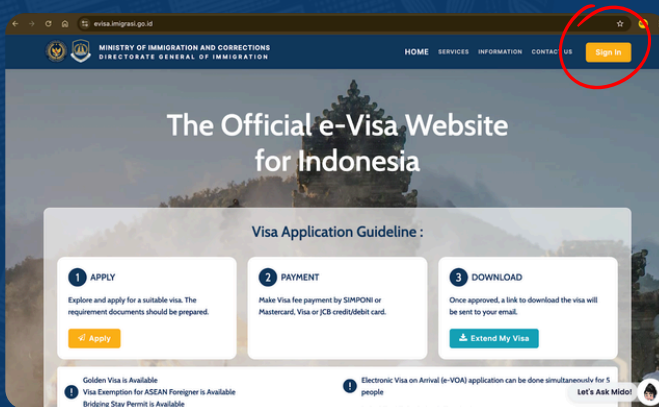 evisa.imigrasi.go.id
MINISTRY OF IMMIGRATION AND CORRECTIONS
DIRECTORATE GENERAL OF IMMIGRATION
HOME SERVICES INFORMATION CONTACT US Sign In
The Official e-Visa Website
for Indonesia
Visa Application Guideline :
1 APPLY
Explore and apply for a suitable visa. The
requirement documents should be prepared.
Apply
2 PAYMENT
Make Visa fee payment by SIMPONI or
Mastercard, Visa or JCB credit/debit card.
3 DOWNLOAD
Once approved, a link to download the visa will
be sent to your email.
Extend My Visa
Golden Visa is Available
Visa Exemption for ASEAN Foreigner is Available
Bridging Stay Permit is Available
Electronic Visa on Arrival (e-VOA) application can be done simultaneously for 5
people
Let's Ask Mido!